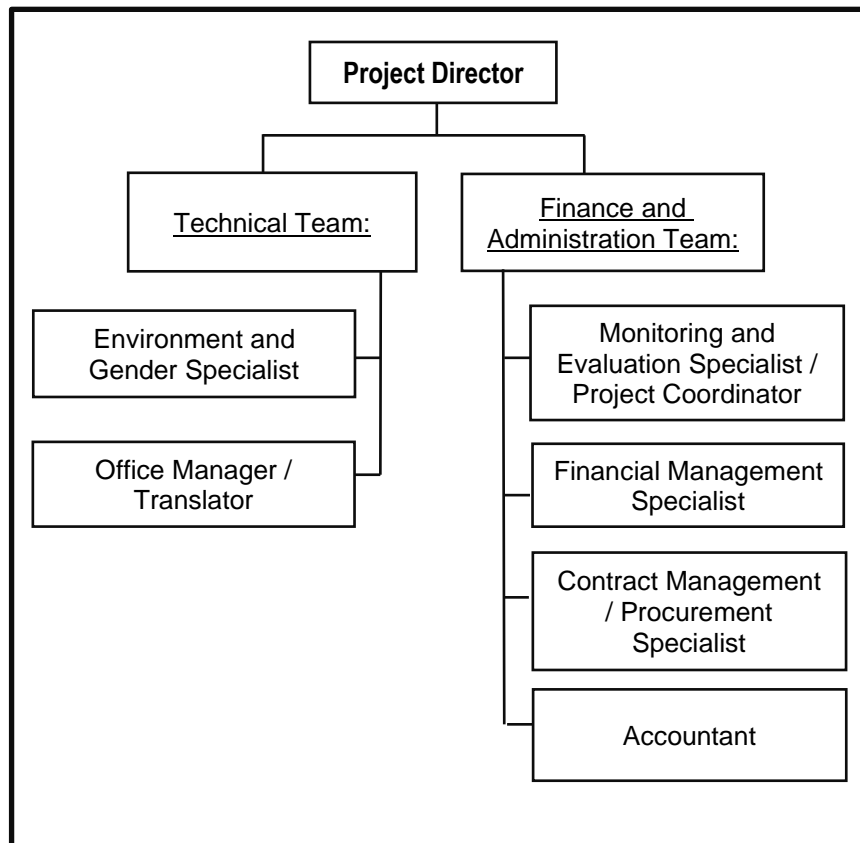 Project Director
Technical Team:
Finance and
Administration Team:
Environment and
Gender Specialist
Office Manager /
Translator
Monitoring and
Evaluation Specialist /
Project Coordinator
Financial Management
Specialist
Contract Management
/ Procurement
Specialist
Accountant